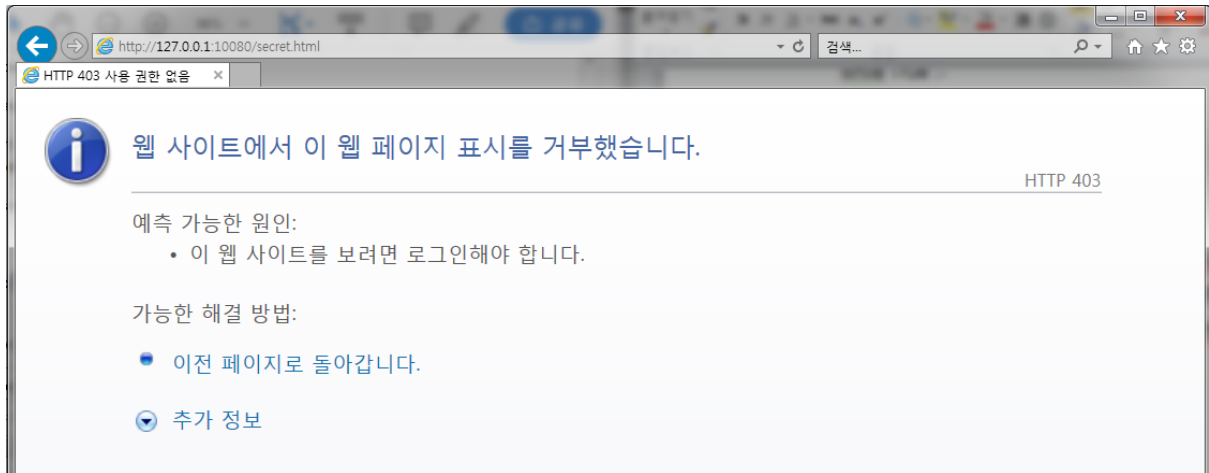 http://127.0.0.1:10080/secret.html
검색...
HTTP 403 사용 권한 없음
웹 사이트에서 이 웹 페이지 표시를 거부했습니다.
HTTP 403
예측 가능한 원인:
• 이 웹 사이트를 보려면 로그인해야 합니다.
가능한 해결 방법:
이전 페이지로 돌아갑니다.
추가 정보